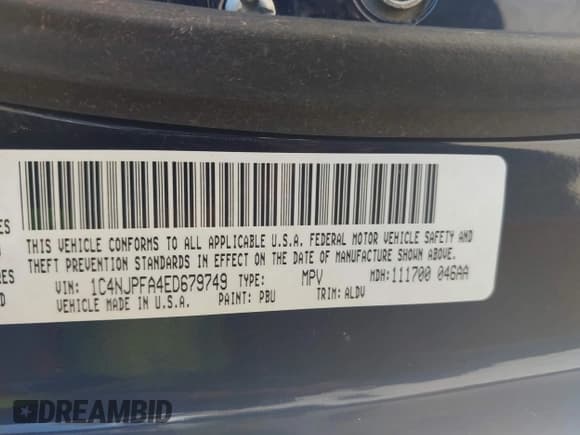 ES
THIS VEHICLE CONFORMS TO ALL APPLICABLE U.S.A. FEDERAL MOTOR VEHICLE SAFETY AND
THEFT PREVENTION STANDARDS IN EFFECT ON THE DATE OF MANUFACTURE SHOWN ABOVE.
RES
VIN: 1C4NJPFA4ED679749 TYPE: MPV MDH:111700 046AA
VEHICLE MADE IN U.S.A. PAINT: PBU TRIM: ALDV
DREAMBID